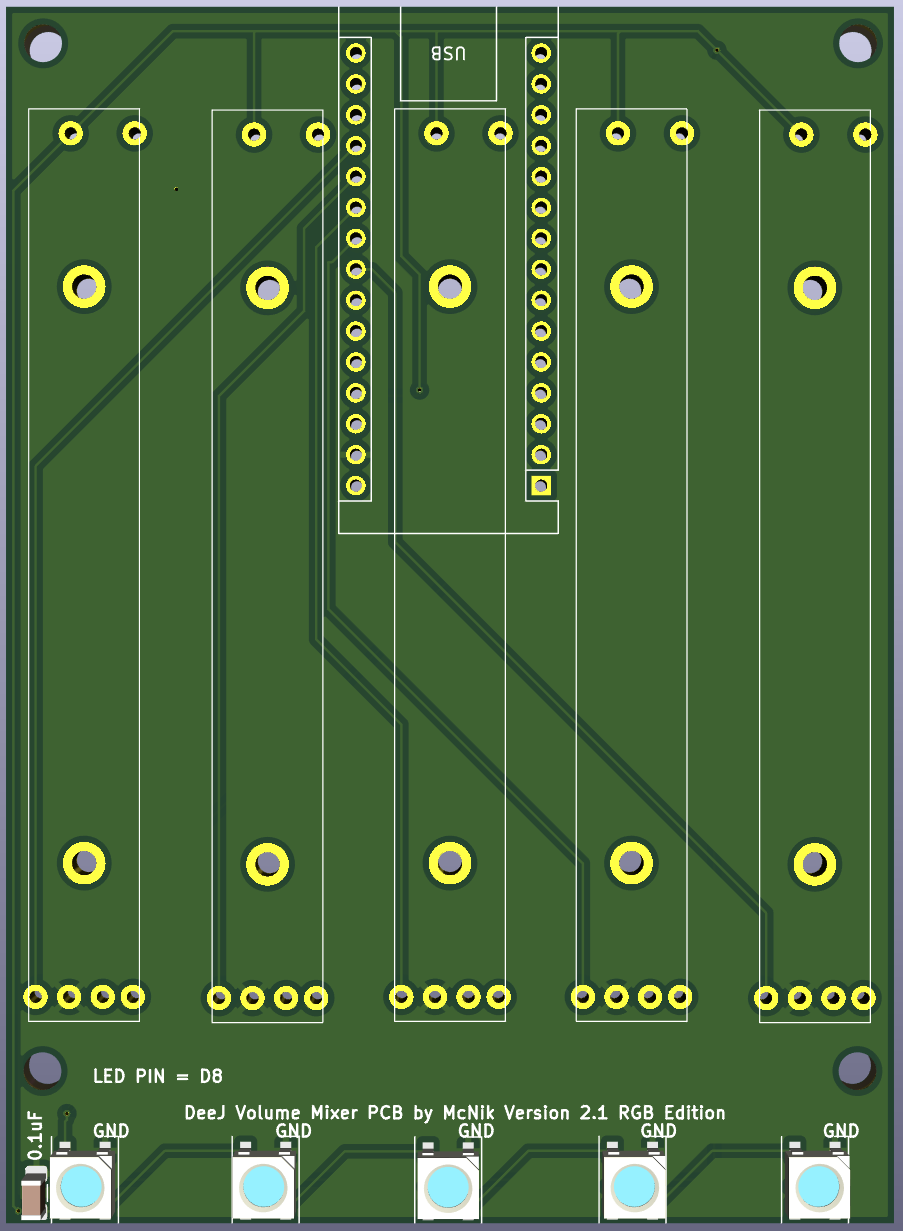 USB
LED PIN = D8
DeeJ Volume Mixer PCB by McNik Version 2.1 RGB Edition
0.1uF
GND GND GND GND GND